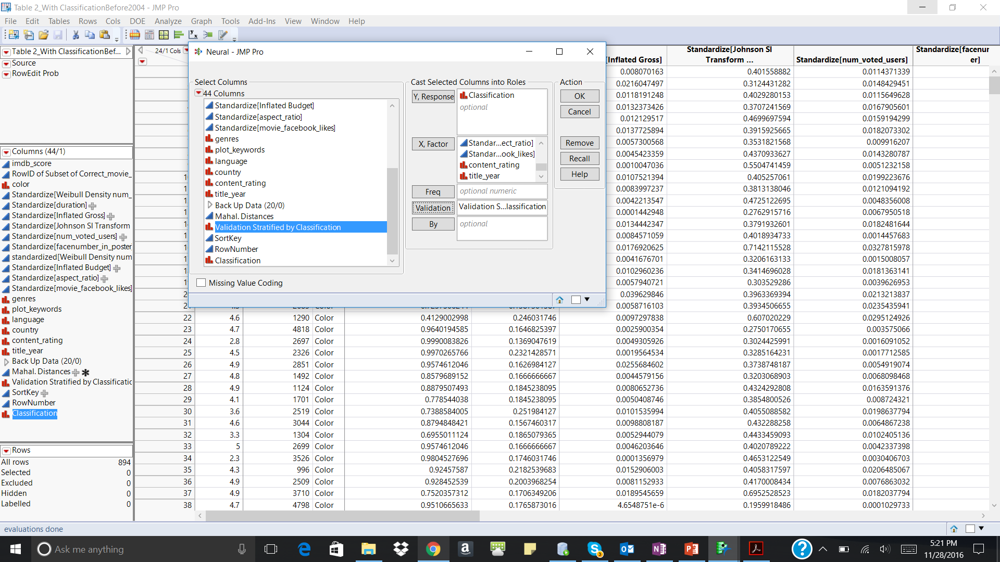 Table 2_With ClassificationBefore2004 - JMP Pro
File Edit Tables Rows Cols DOE Analyze Graph Tools Add-Ins View Window Help
Table 2_With ClassificationBef...
Source
RowEdit Prob
Columns (44/1)
imdb_score
RowID of Subset of Correct_movie_
color
Standardize[Weibull Density num_
Standardize[duration]
Standardize[Inflated Gross]
Standardize[Johnson SI Transform
Standardize[num_voted_users]
Standardize[facenumber_in_poster
standardized[Weibull Density num
Standardize[Inflated Budget]
Standardize[aspect_ratio]
Standardize[movie_facebook_likes]
genres
plot_keywords
language
country
content_rating
title_year
Back Up Data (20/0)
Mahal. Distances
Validation Stratified by Classificatic
SortKey
RowNumber
Classification
Rows
All rows 894
Selected 0
Excluded 0
Hidden 0
Labelled 0
24/1 Cols
Neural - JMP Pro
Select Columns
44 Columns
Standardize[Inflated Budget]
Standardize[aspect_ratio]
Standardize[movie_facebook_likes]
genres
plot_keywords
language
country
content_rating
title_year
Back Up Data (20/0)
Mahal. Distances
Validation Stratified by Classification
SortKey
RowNumber
Classification
Missing Value Coding
Cast Selected Columns into Roles
Y, Response
Classification
optional
X, Factor
Standar...ect_ratio]
Standar...ook_likes]
content_rating
title_year
Freq
optional numeric
Validation
Validation S...lassification
By
optional
Action
OK
Cancel
Remove
Recall
Help
Inflated Gross] Standardize[Johnson SI Transform ... Standardize[num_voted_users] Standardize[facenur er]
0.008070163 0.401558882 0.0114371339
0.0216047497 0.3124431282 0.0148429451
0.0118191248 0.4029280153 0.0115649628
0.0132373426 0.3707241569 0.0167905601
0.012129517 0.4699697594 0.0159194299
0.0137725894 0.3915925665 0.0182073302
0.0057300568 0.3531821568 0.009916207
0.0045423359 0.4370933627 0.0143280787
0.0010047036 0.5504741459 0.0051232158
0.0107521394 0.405257061 0.0199223676
0.0083997237 0.3813138046 0.0121094192
0.0042213547 0.4725122695 0.0048356008
0.0001442948 0.2762915716 0.0067950518
0.0134442347 0.3791932601 0.0182481644
0.0084571059 0.4018934733 0.0014457683
0.0176920625 0.7142115528 0.0327815978
0.0041676701 0.3206163133 0.0015008057
0.0102960236 0.3414696028 0.0181363141
0.0057940721 0.303529286 0.0039626953
0.039629846 0.3963369394 0.0213213837
0.0058716103 0.3934506655 0.0235435941
22 4.6 1290 Color 0.4129002998 0.246031746 0.0097297838 0.607020229 0.0295124926
23 4.7 4818 Color 0.9640194585 0.1646825397 0.0025900354 0.2750170655 0.003575066
24 2.8 2697 Color 0.9990083826 0.1369047619 0.0049305926 0.3024425991 0.0016091052
25 4.5 2326 Color 0.9970265766 0.2321428571 0.0019564534 0.3285164231 0.0017712585
26 4.9 2851 Color 0.9574612046 0.1626984127 0.0255684602 0.3738748187 0.0054919074
27 4.8 1492 Color 0.8579689152 0.1666666667 0.0044579156 0.3203068903 0.0068098468
28 4.9 1124 Color 0.8879507493 0.1845238095 0.0080652736 0.4324292808 0.0163591376
29 4.1 1701 Color 0.778544038 0.1845238095 0.0050408746 0.3854800526 0.008724321
30 3.6 2519 Color 0.7388584005 0.251984127 0.0101535994 0.4055088582 0.0198637794
31 4.6 3044 Color 0.8794848421 0.1567460317 0.0098808187 0.432288258 0.0064867238
32 3.3 1304 Color 0.6955011124 0.1865079365 0.0052944079 0.4433459093 0.0102405136
33 5 2699 Color 0.9574612046 0.1666666667 0.0046203646 0.4020789222 0.0042337398
34 2.3 3526 Color 0.9804527696 0.1746031746 0.0001356979 0.4653122549 0.0030406703
35 4.3 996 Color 0.92457587 0.2182539683 0.0152906003 0.4058317597 0.0206485067
36 4.9 2509 Color 0.928452539 0.2003968254 0.0081152933 0.4170008434 0.0076863032
37 4.9 3710 Color 0.7520357312 0.1706349206 0.0189545659 0.6952528523 0.0182037794
38 4.7 4798 Color 0.9510665633 0.1765873016 4.6548751e-6 0.1959918486 0.0001029733
evaluations done
Ask me anything
5:21 PM
11/28/2016